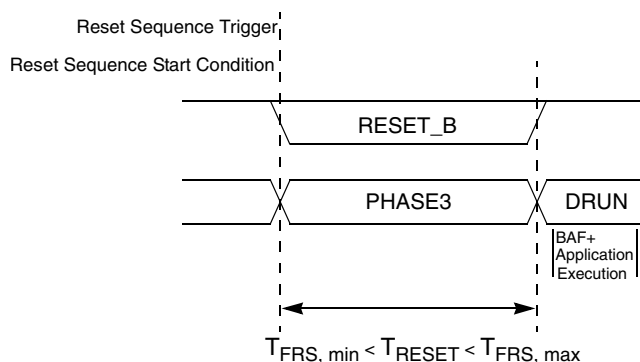 Reset Sequence Trigger
Reset Sequence Start Condition
RESET_B
PHASE3
DRUN
BAF+
Application
Execution
TFRS, min < TRESET < TFRS, max